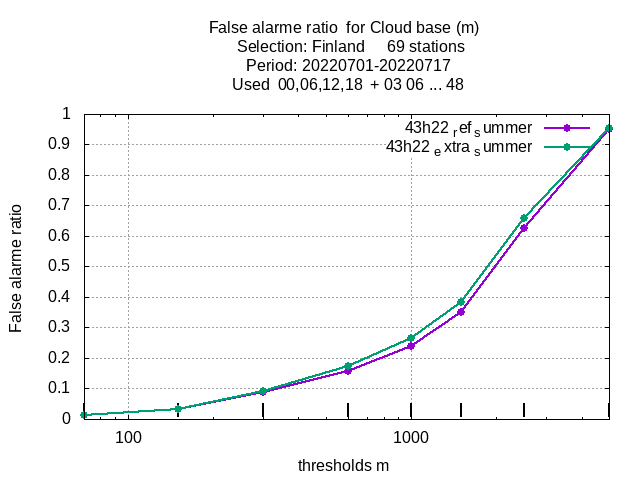 False alarme ratio  for Cloud base (m)
Selection: Finland     69 stations
Period: 20220701-20220717
Used  00,06,12,18  + 03 06 ... 48
43h22 ref summer
43h22 extra summer
1
0.9
0.8
0.7
0.6
0.5
0.4
0.3
0.2
0.1
0
False alarme ratio
100
1000
thresholds m